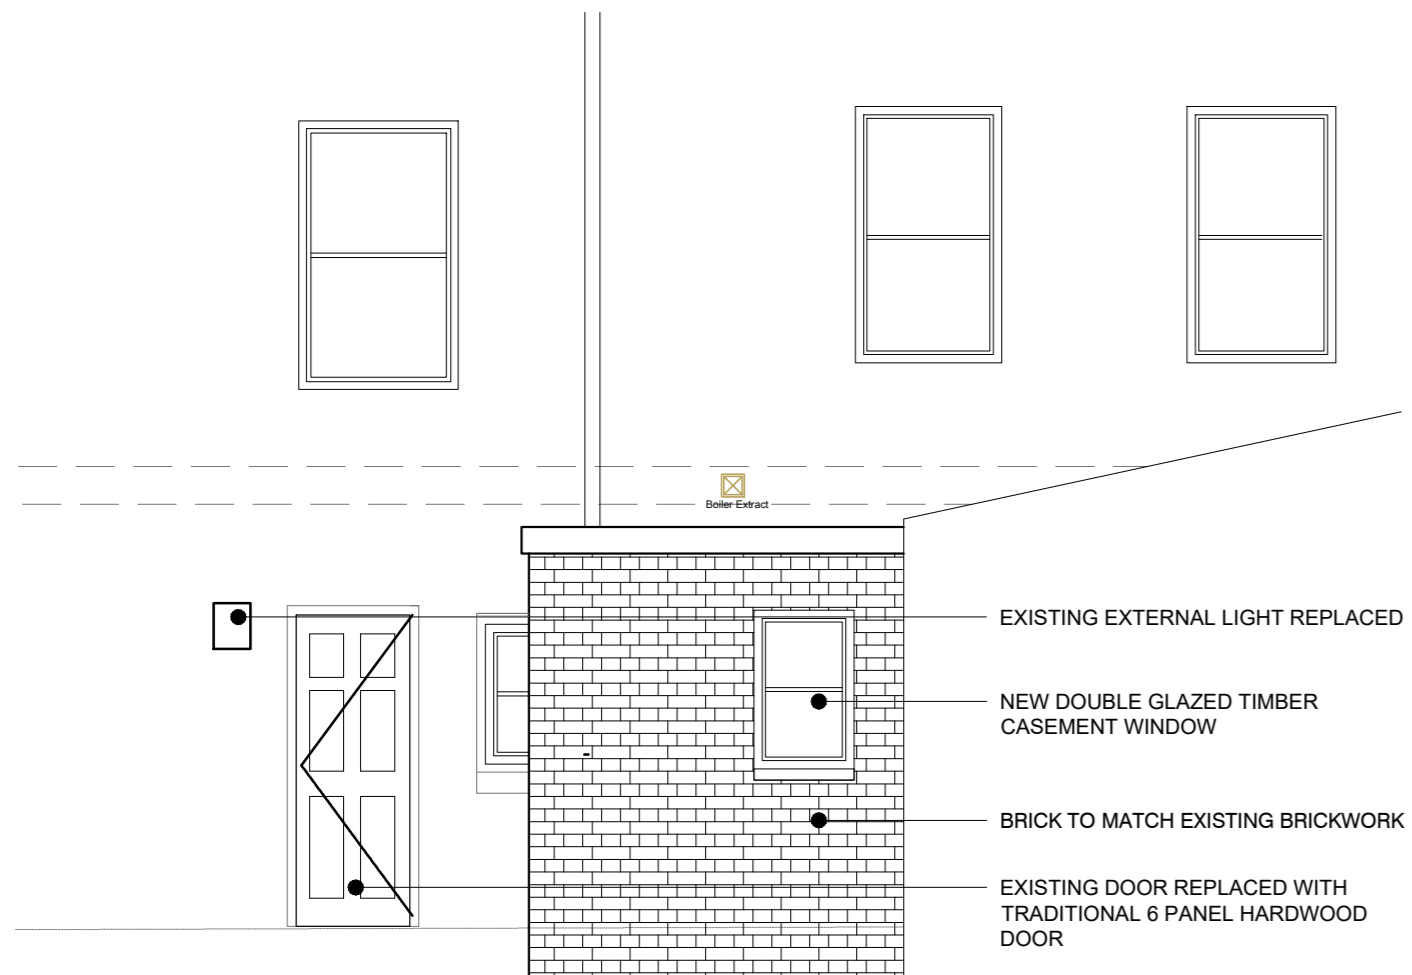 Boiler Extract
EXISTING EXTERNAL LIGHT REPLACED
NEW DOUBLE GLAZED TIMBER
CASEMENT WINDOW
BRICK TO MATCH EXISTING BRICKWORK
EXISTING DOOR REPLACED WITH
TRADITIONAL 6 PANEL HARDWOOD
DOOR